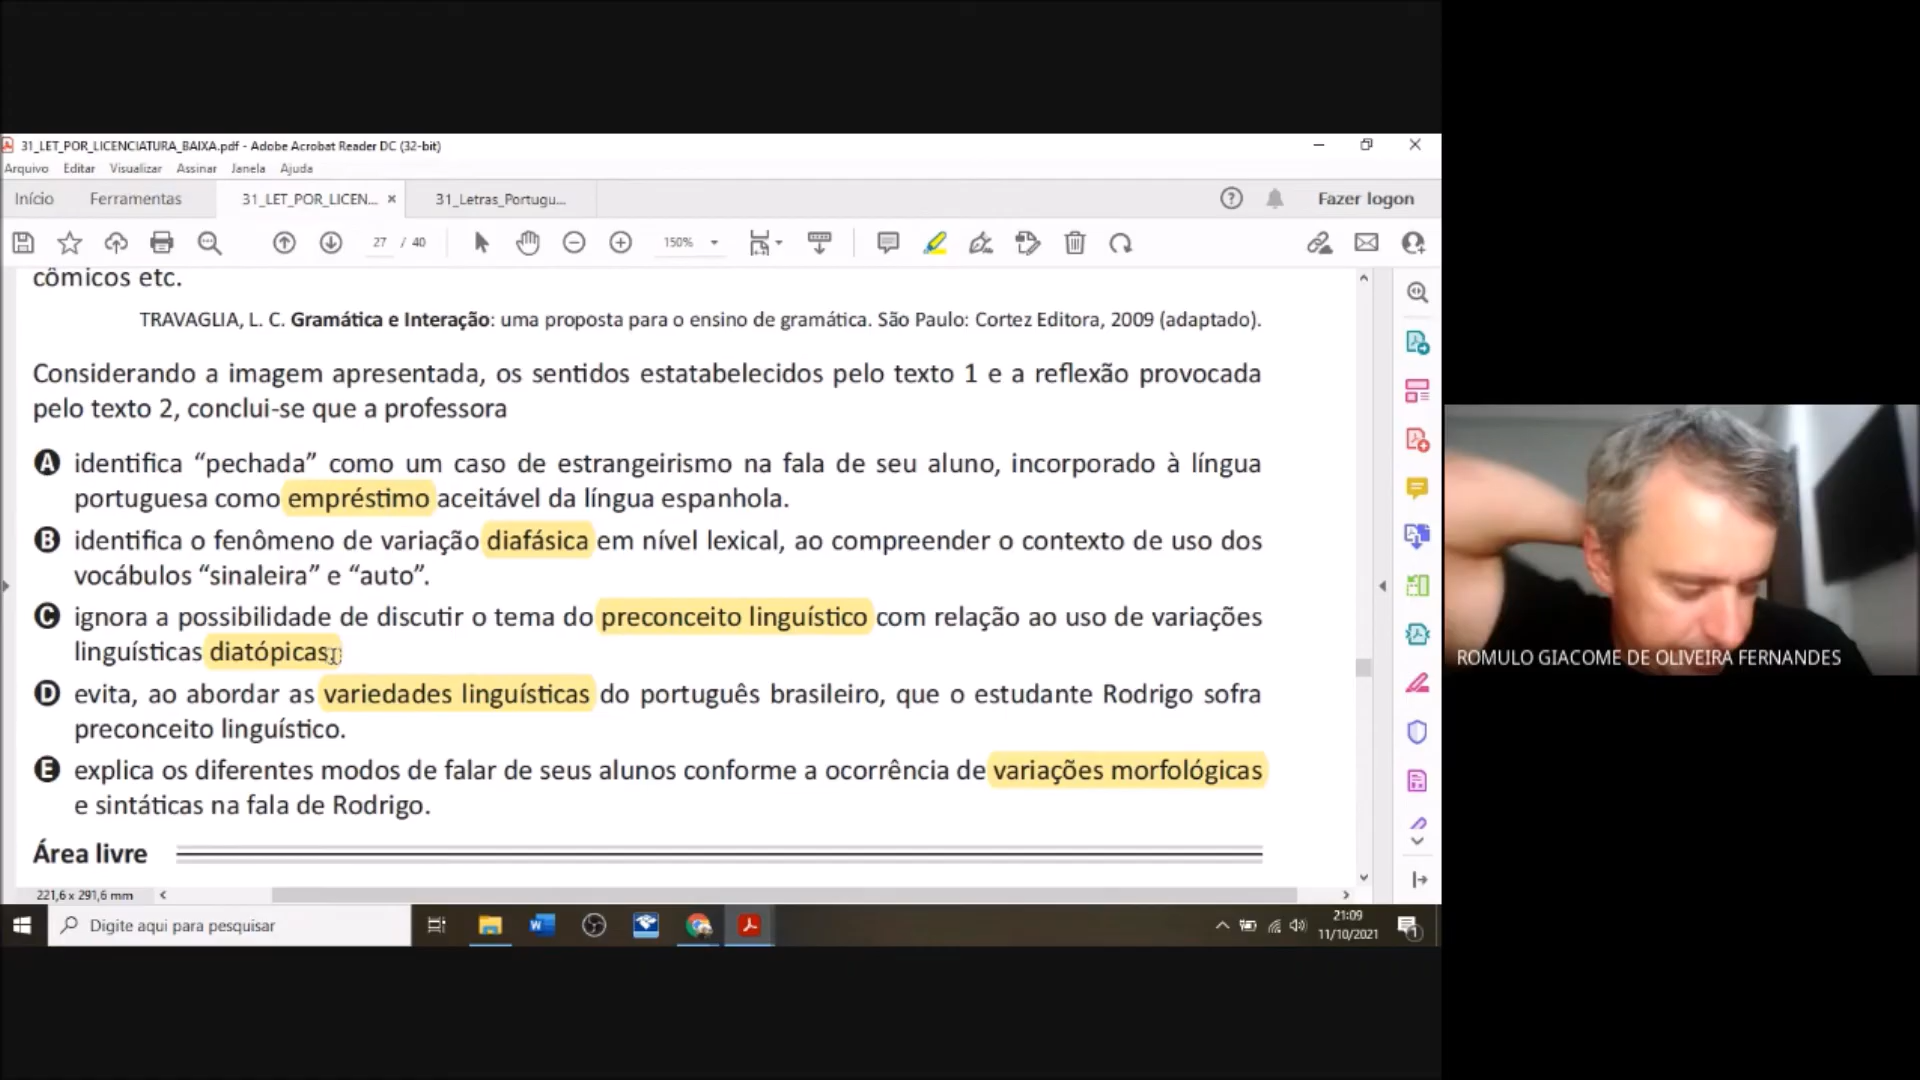 31_LET_POR_LICENCIATURA_BAIXA.pdf - Adobe Acrobat Reader DC (32-bit)
Arquivo Editar Visualizar Assinar Janela Ajuda
Início Ferramentas 31_LET_POR_LICEN... × 31_Letras_Portugu... Fazer logon
27 / 40 150%
cômicos etc.
TRAVAGLIA, L. C. Gramática e Interação: uma proposta para o ensino de gramática. São Paulo: Cortez Editora, 2009 (adaptado).
Considerando a imagem apresentada, os sentidos estatabelecidos pelo texto 1 e a reflexão provocada
pelo texto 2, conclui-se que a professora
A identifica “pechada” como um caso de estrangeirismo na fala de seu aluno, incorporado à língua
portuguesa como empréstimo aceitável da língua espanhola.
B identifica o fenômeno de variação diafásica em nível lexical, ao compreender o contexto de uso dos
vocábulos “sinaleira” e “auto”.
C ignora a possibilidade de discutir o tema do preconceito linguístico com relação ao uso de variações
linguísticas diatópicas.
D evita, ao abordar as variedades linguísticas do português brasileiro, que o estudante Rodrigo sofra
preconceito linguístico.
E explica os diferentes modos de falar de seus alunos conforme a ocorrência de variações morfológicas
e sintáticas na fala de Rodrigo.
Área livre
221,6 x 291,6 mm
Digite aqui para pesquisar
21:09
11/10/2021
1
ROMULO GIACOME DE OLIVEIRA FERNANDES